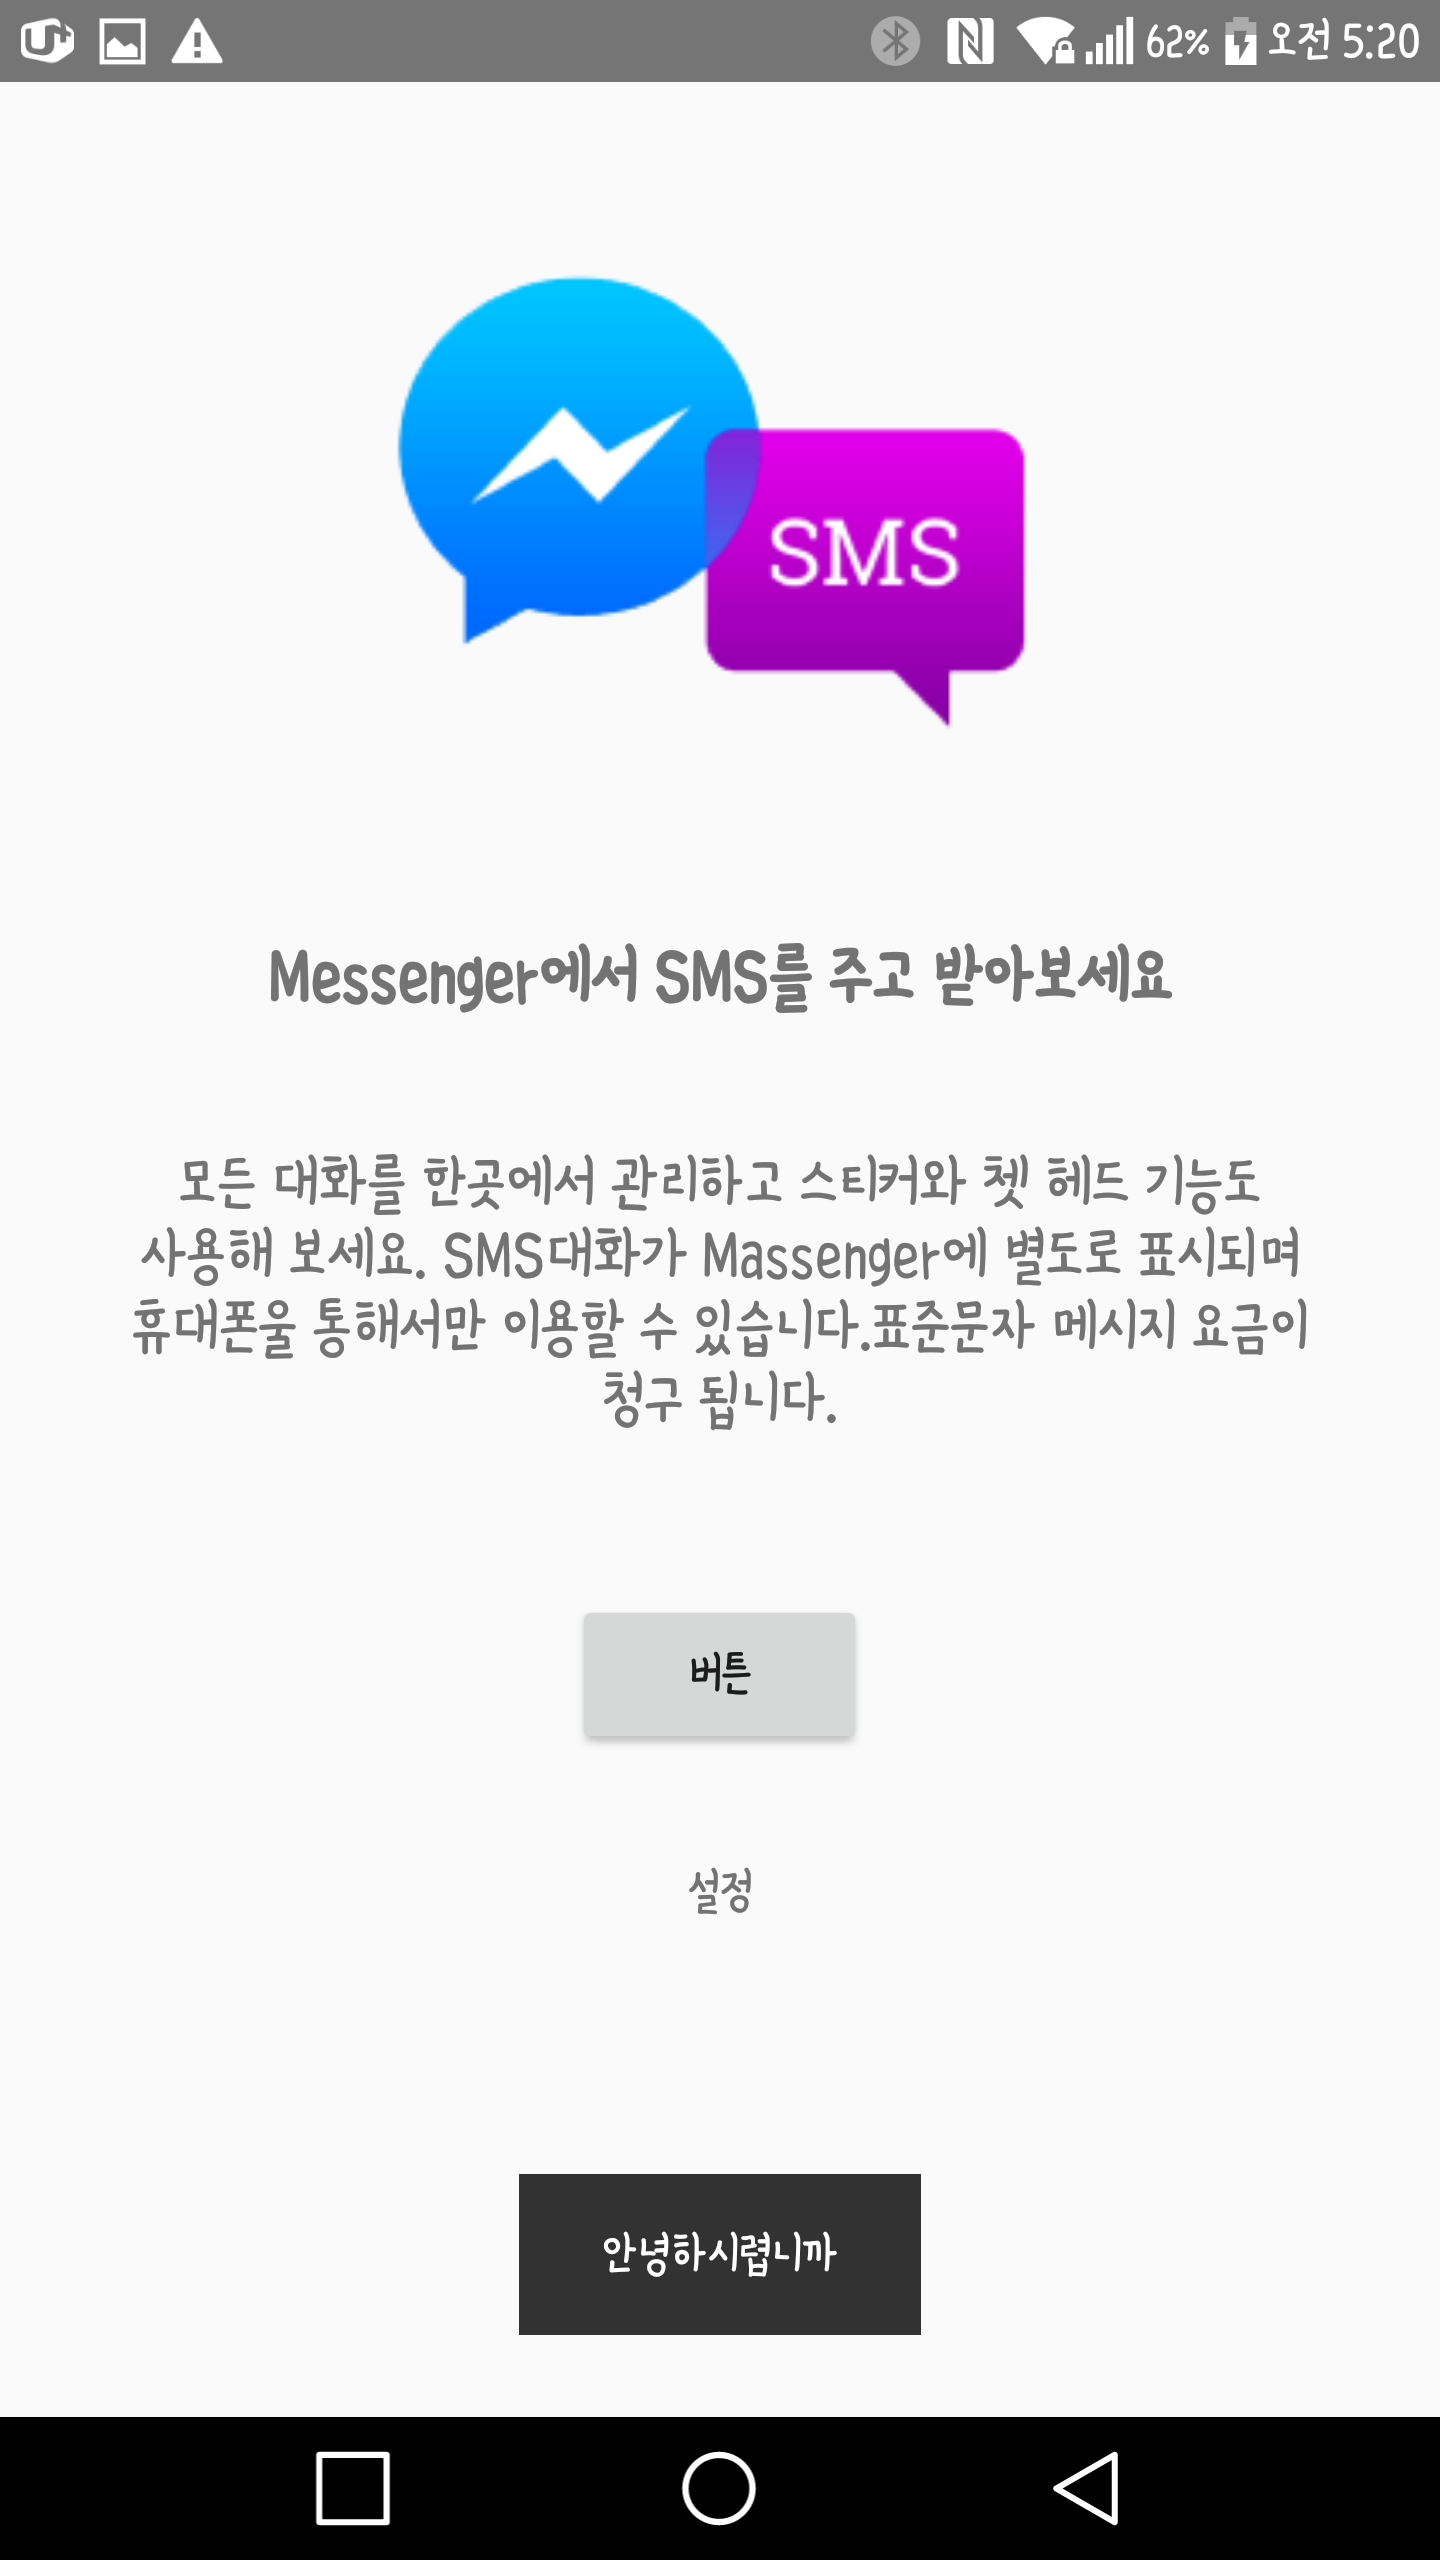 62% 오전 5:20
SMS
Messenger에서 SMS를 주고 받아보세요
모든 대화를 한곳에서 관리하고 스티커와 쳇 헤드 기능도
사용해 보세요. SMS대화가 Massenger에 별도로 표시되며
휴대폰울 통해서만 이용할 수 있습니다.표준문자 메시지 요금이
청구 됩니다.
버튼
설정
안녕하시렵니까